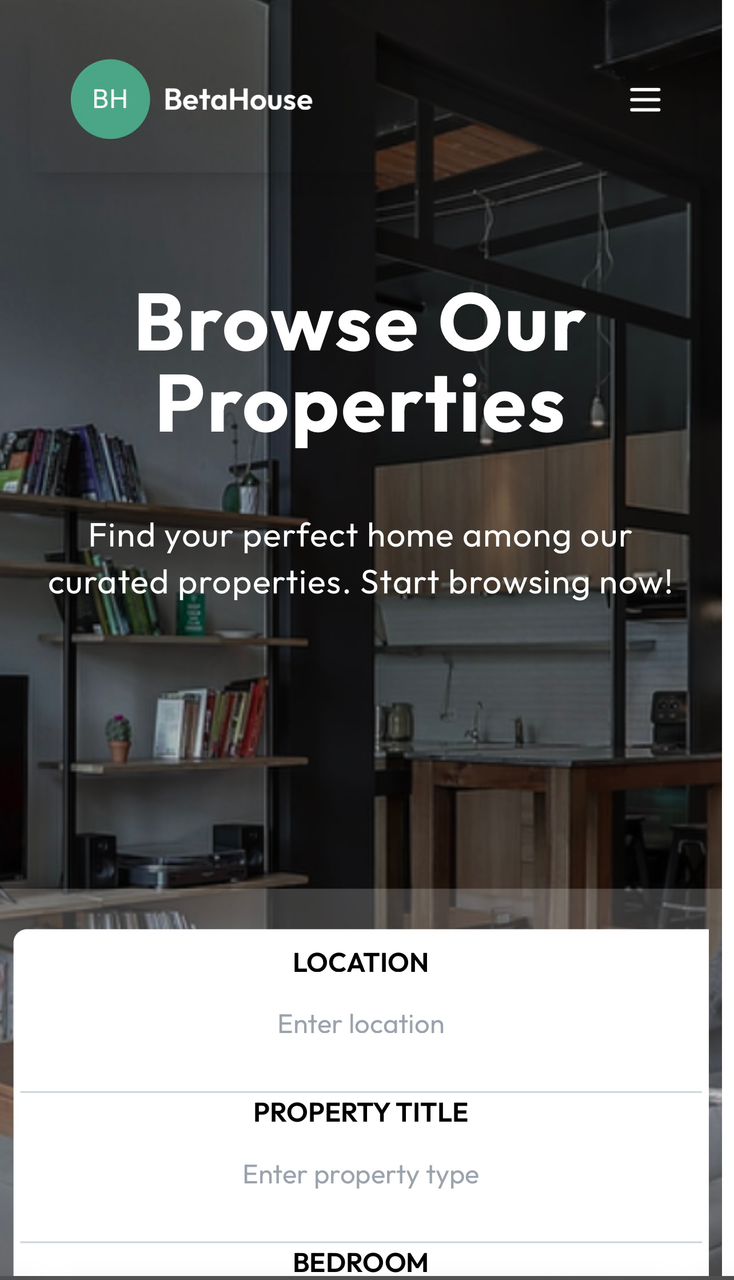 BH BetaHouse
Browse Our
Properties
Find your perfect home among our
curated properties. Start browsing now!
LOCATION
Enter location
PROPERTY TITLE
Enter property type
BEDROOM